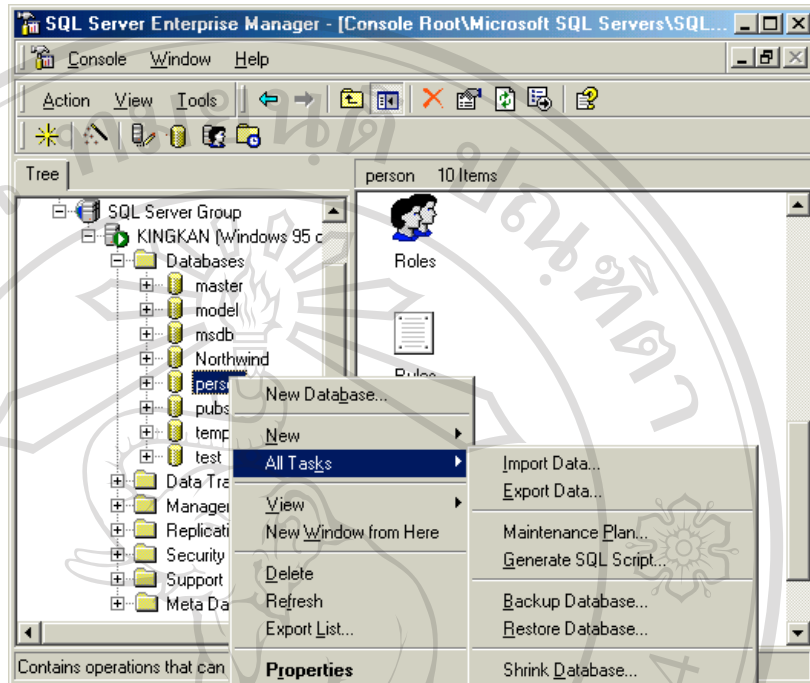 SQL Server Enterprise Manager - [Console Root\Microsoft SQL Servers\SQL...
Console Window Help
Action View Tools
Tree
person 10 Items
SQL Server Group
KINGKAN (Windows 95 c
Databases
master
model
msdb
Northwind
perso
pubs
temp
test
Data Tra
Manager
Replicati
Security
Support
Meta Da
Roles
Rules
New Database...
New
All Tasks
View
New Window from Here
Delete
Refresh
Export List...
Properties
Import Data...
Export Data...
Maintenance Plan...
Generate SQL Script...
Backup Database...
Restore Database...
Shrink Database...
Contains operations that can